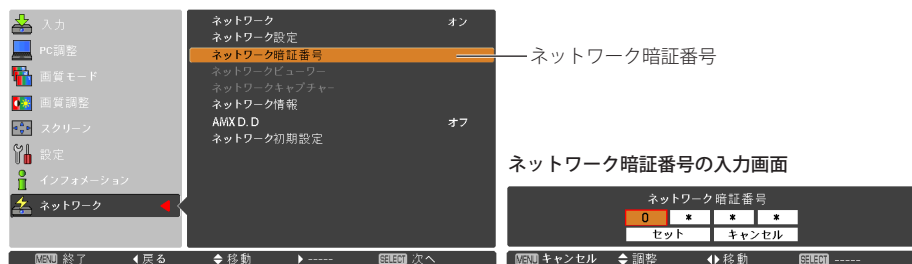 入力
PC調整
画質モード
画質調整
スクリーン
設定
インフォメーション
ネットワーク
ネットワーク オン
ネットワーク設定
ネットワーク暗証番号
ネットワークビューワー
ネットワークキャプチャー
ネットワーク情報
AMX D. D オフ
ネットワーク初期設定
MENU 終了 戻る 移動 ----- SELECT 次へ
ネットワーク暗証番号
ネットワーク暗証番号の入力画面
ネットワーク暗証番号
0 * * *
セット キャンセル
MENU キャンセル 調整 移動 SELECT -----